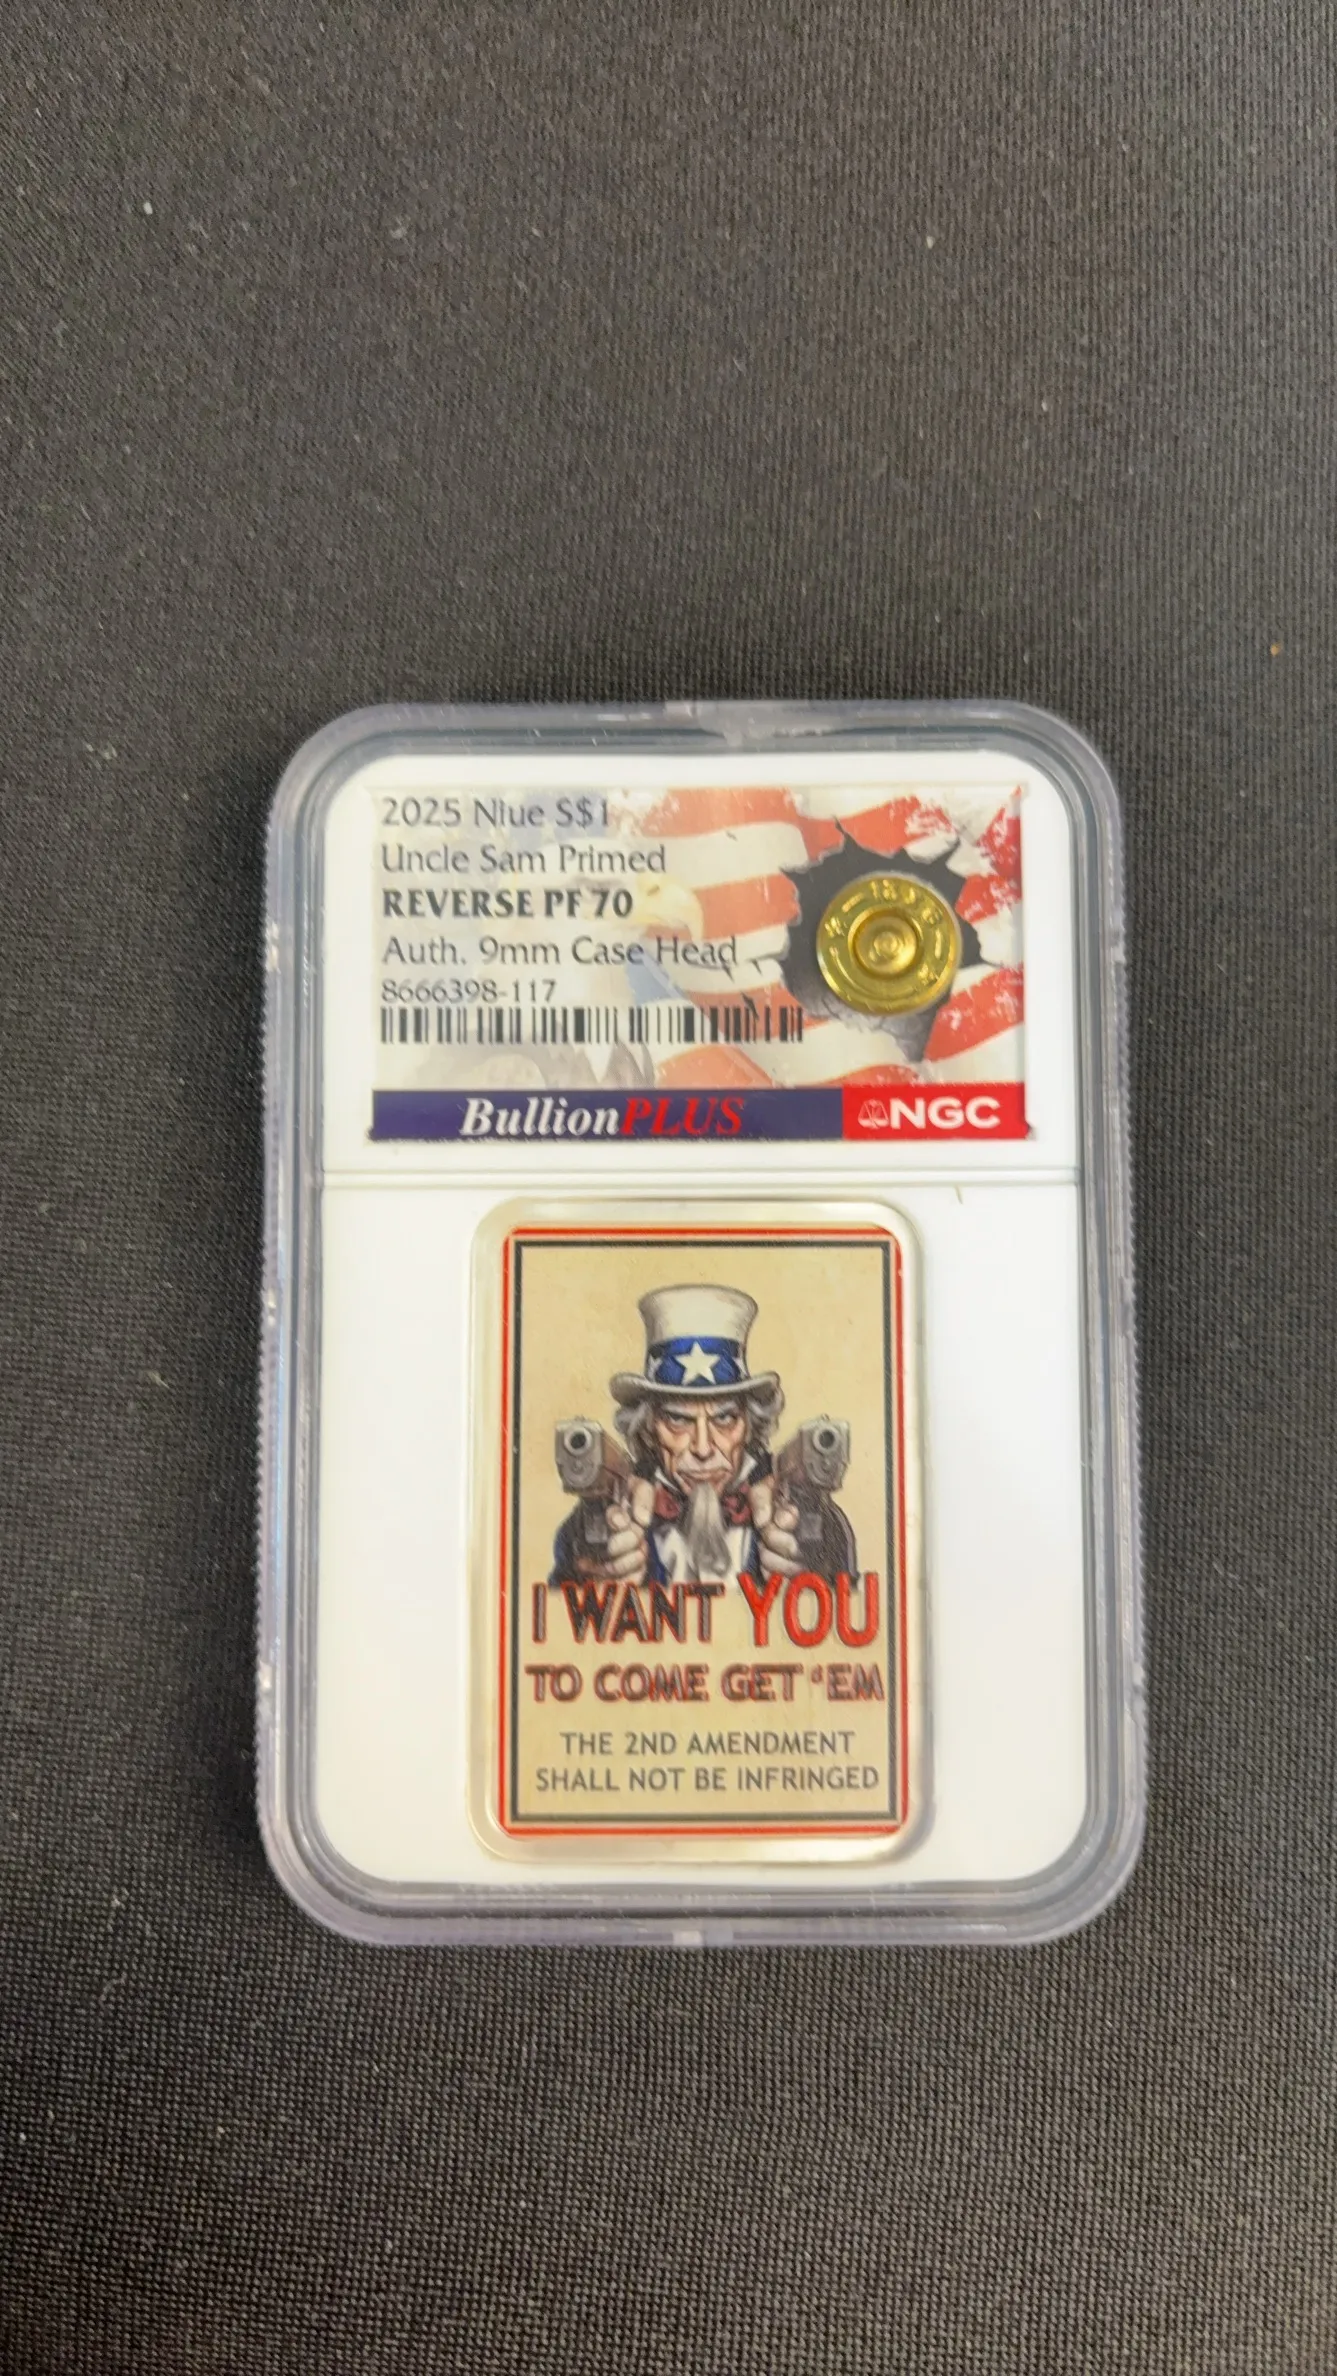 2025 Niue S$1
Uncle Sam Primed
REVERSE PF 70
Auth. 9mm Case Head
8666398-117
BullionPLUS
NGC
I WANT YOU
TO COME GET ‘EM
THE 2ND AMENDMENT
SHALL NOT BE INFRINGED